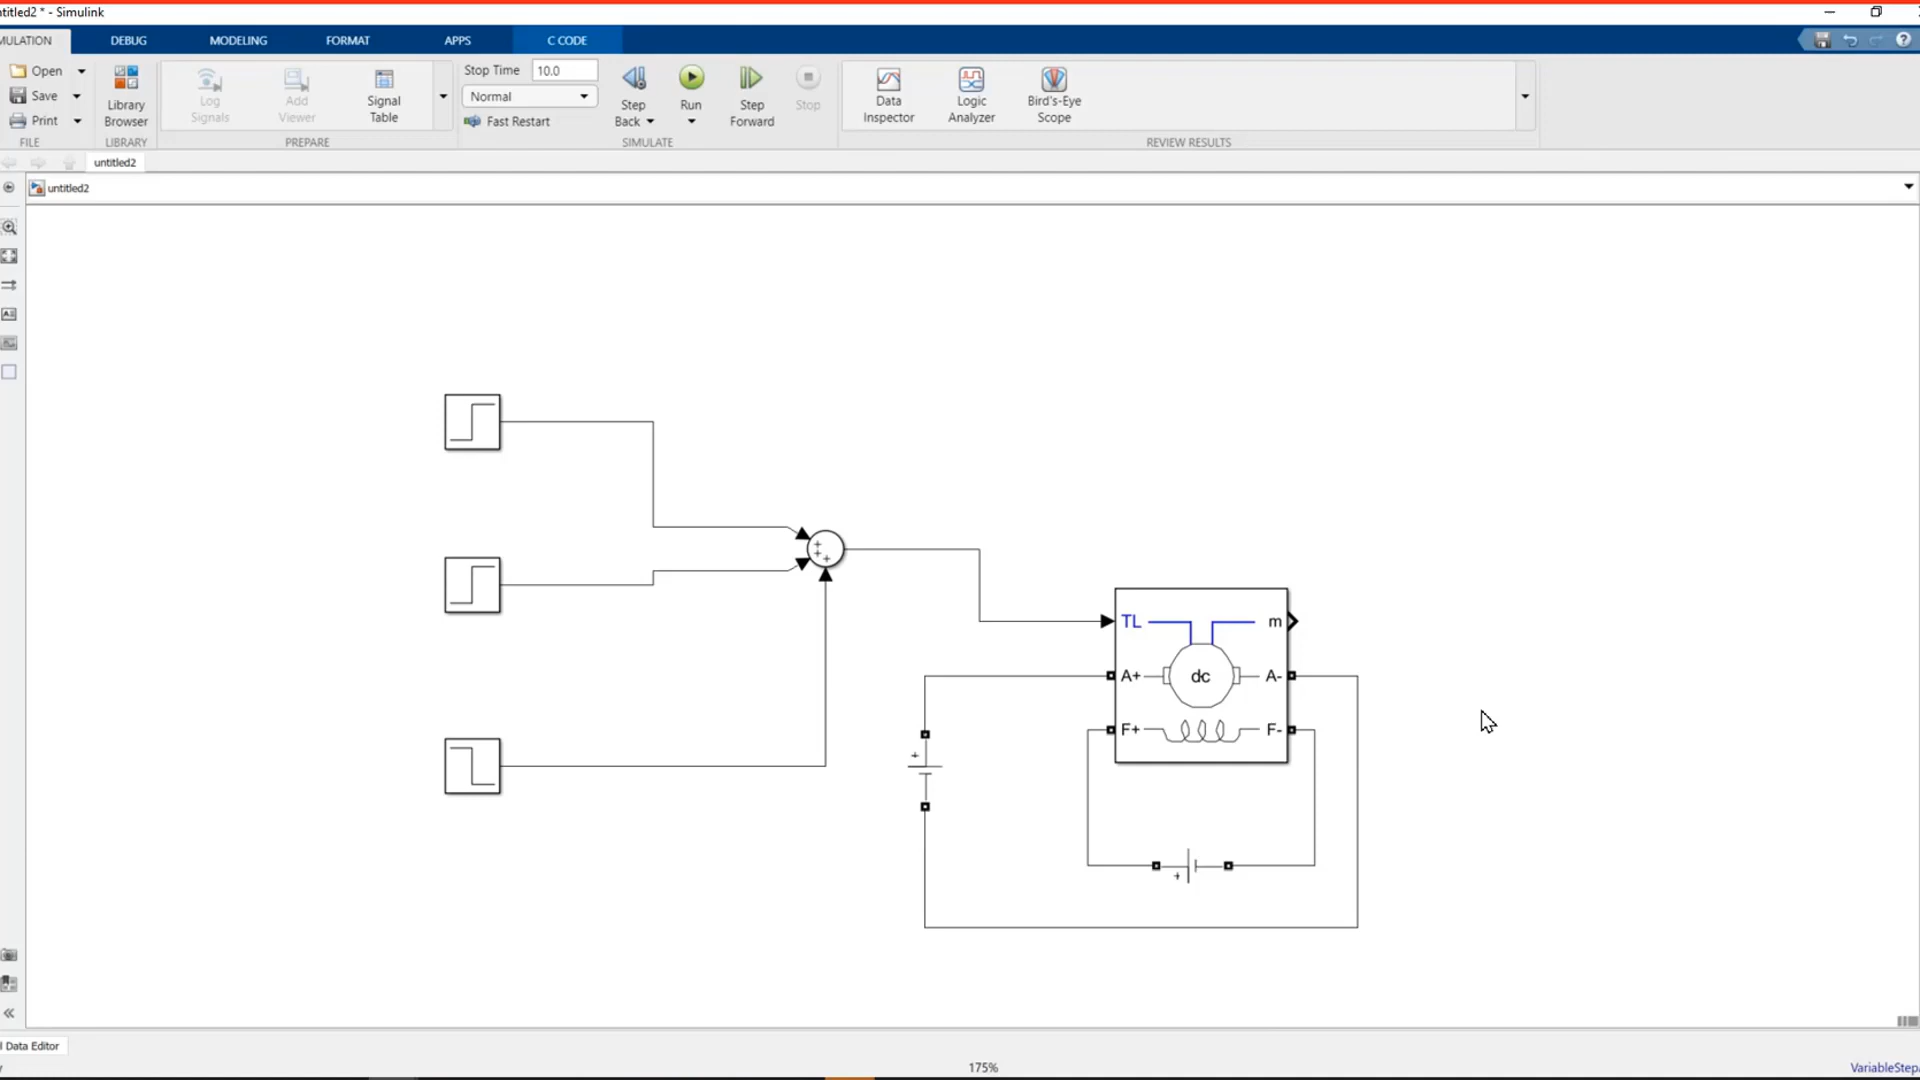 ntitled2 * - Simulink
MULATION DEBUG MODELING FORMAT APPS C CODE
Open
Save
Print
FILE
Library
Browser
LIBRARY
Log
Signals
Add
Viewer
Signal
Table
PREPARE
Stop Time 10.0
Normal
Fast Restart
Step
Back
Run
Step
Forward
Stop
SIMULATE
Data
Inspector
Logic
Analyzer
Bird's-Eye
Scope
REVIEW RESULTS
untitled2
untitled2
TL m
A+ dc A-
F+ F-
l Data Editor
175%
VariableStep